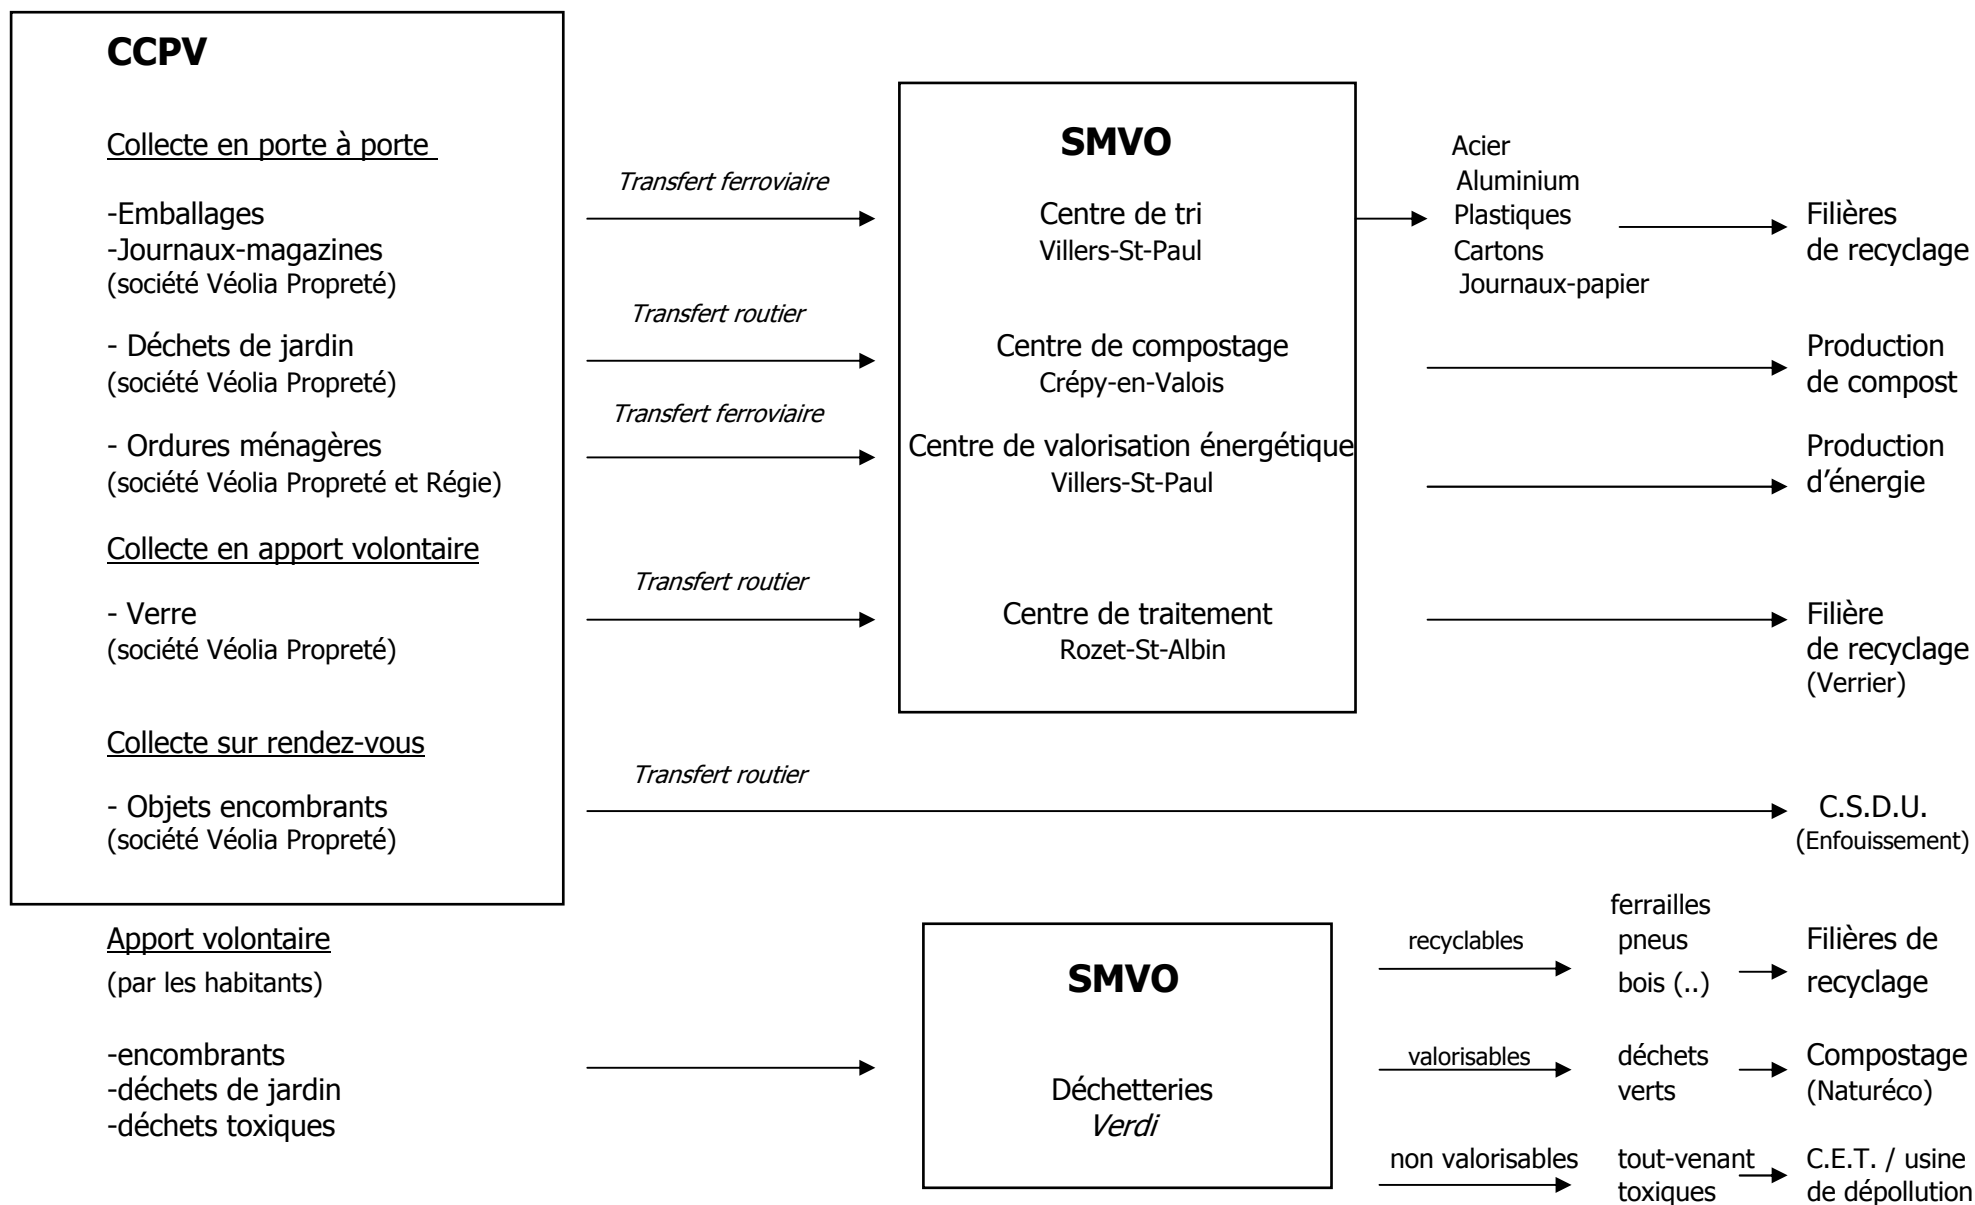 CCPV
Collecte en porte à porte
-Emballages
-Journaux-magazines
(société Véolia Propreté)
- Déchets de jardin
(société Véolia Propreté)
- Ordures ménagères
(société Véolia Propreté et Régie)
Collecte en apport volontaire
- Verre
(société Véolia Propreté)
Collecte sur rendez-vous
- Objets encombrants
(société Véolia Propreté)
Transfert ferroviaire
Transfert routier
Transfert ferroviaire
Transfert routier
Transfert routier
SMVO
Centre de tri
Villers-St-Paul
Centre de compostage
Crépy-en-Valois
Centre de valorisation énergétique
Villers-St-Paul
Centre de traitement
Rozet-St-Albin
Acier
Aluminium
Plastiques
Cartons
Journaux-papier
Filières
de recyclage
Production
de compost
Production
d’énergie
Filière
de recyclage
(Verrier)
C.S.D.U.
(Enfouissement)
Apport volontaire
(par les habitants)
-encombrants
-déchets de jardin
-déchets toxiques
SMVO
Déchetteries
Verdi
recyclables
ferrailles
pneus
bois (..)
Filières de
recyclage
valorisables
déchets
verts
Compostage
(Naturéco)
non valorisables
tout-venant
toxiques
C.E.T. / usine
de dépollution